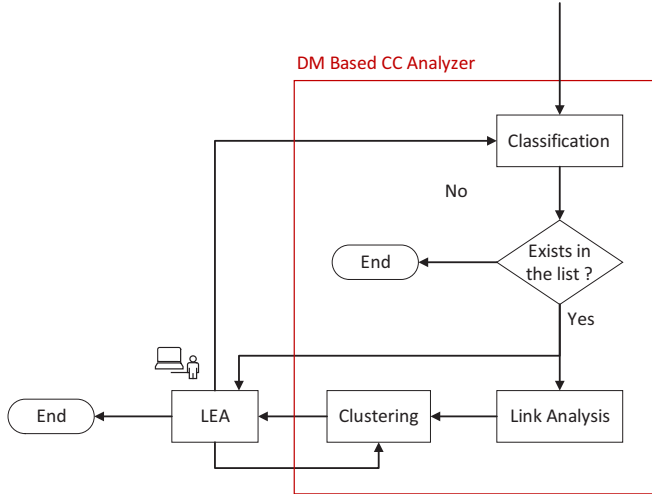 DM Based CC Analyzer
Classification
No
Exists in
the list ?
End
Yes
End
LEA
Clustering
Link Analysis